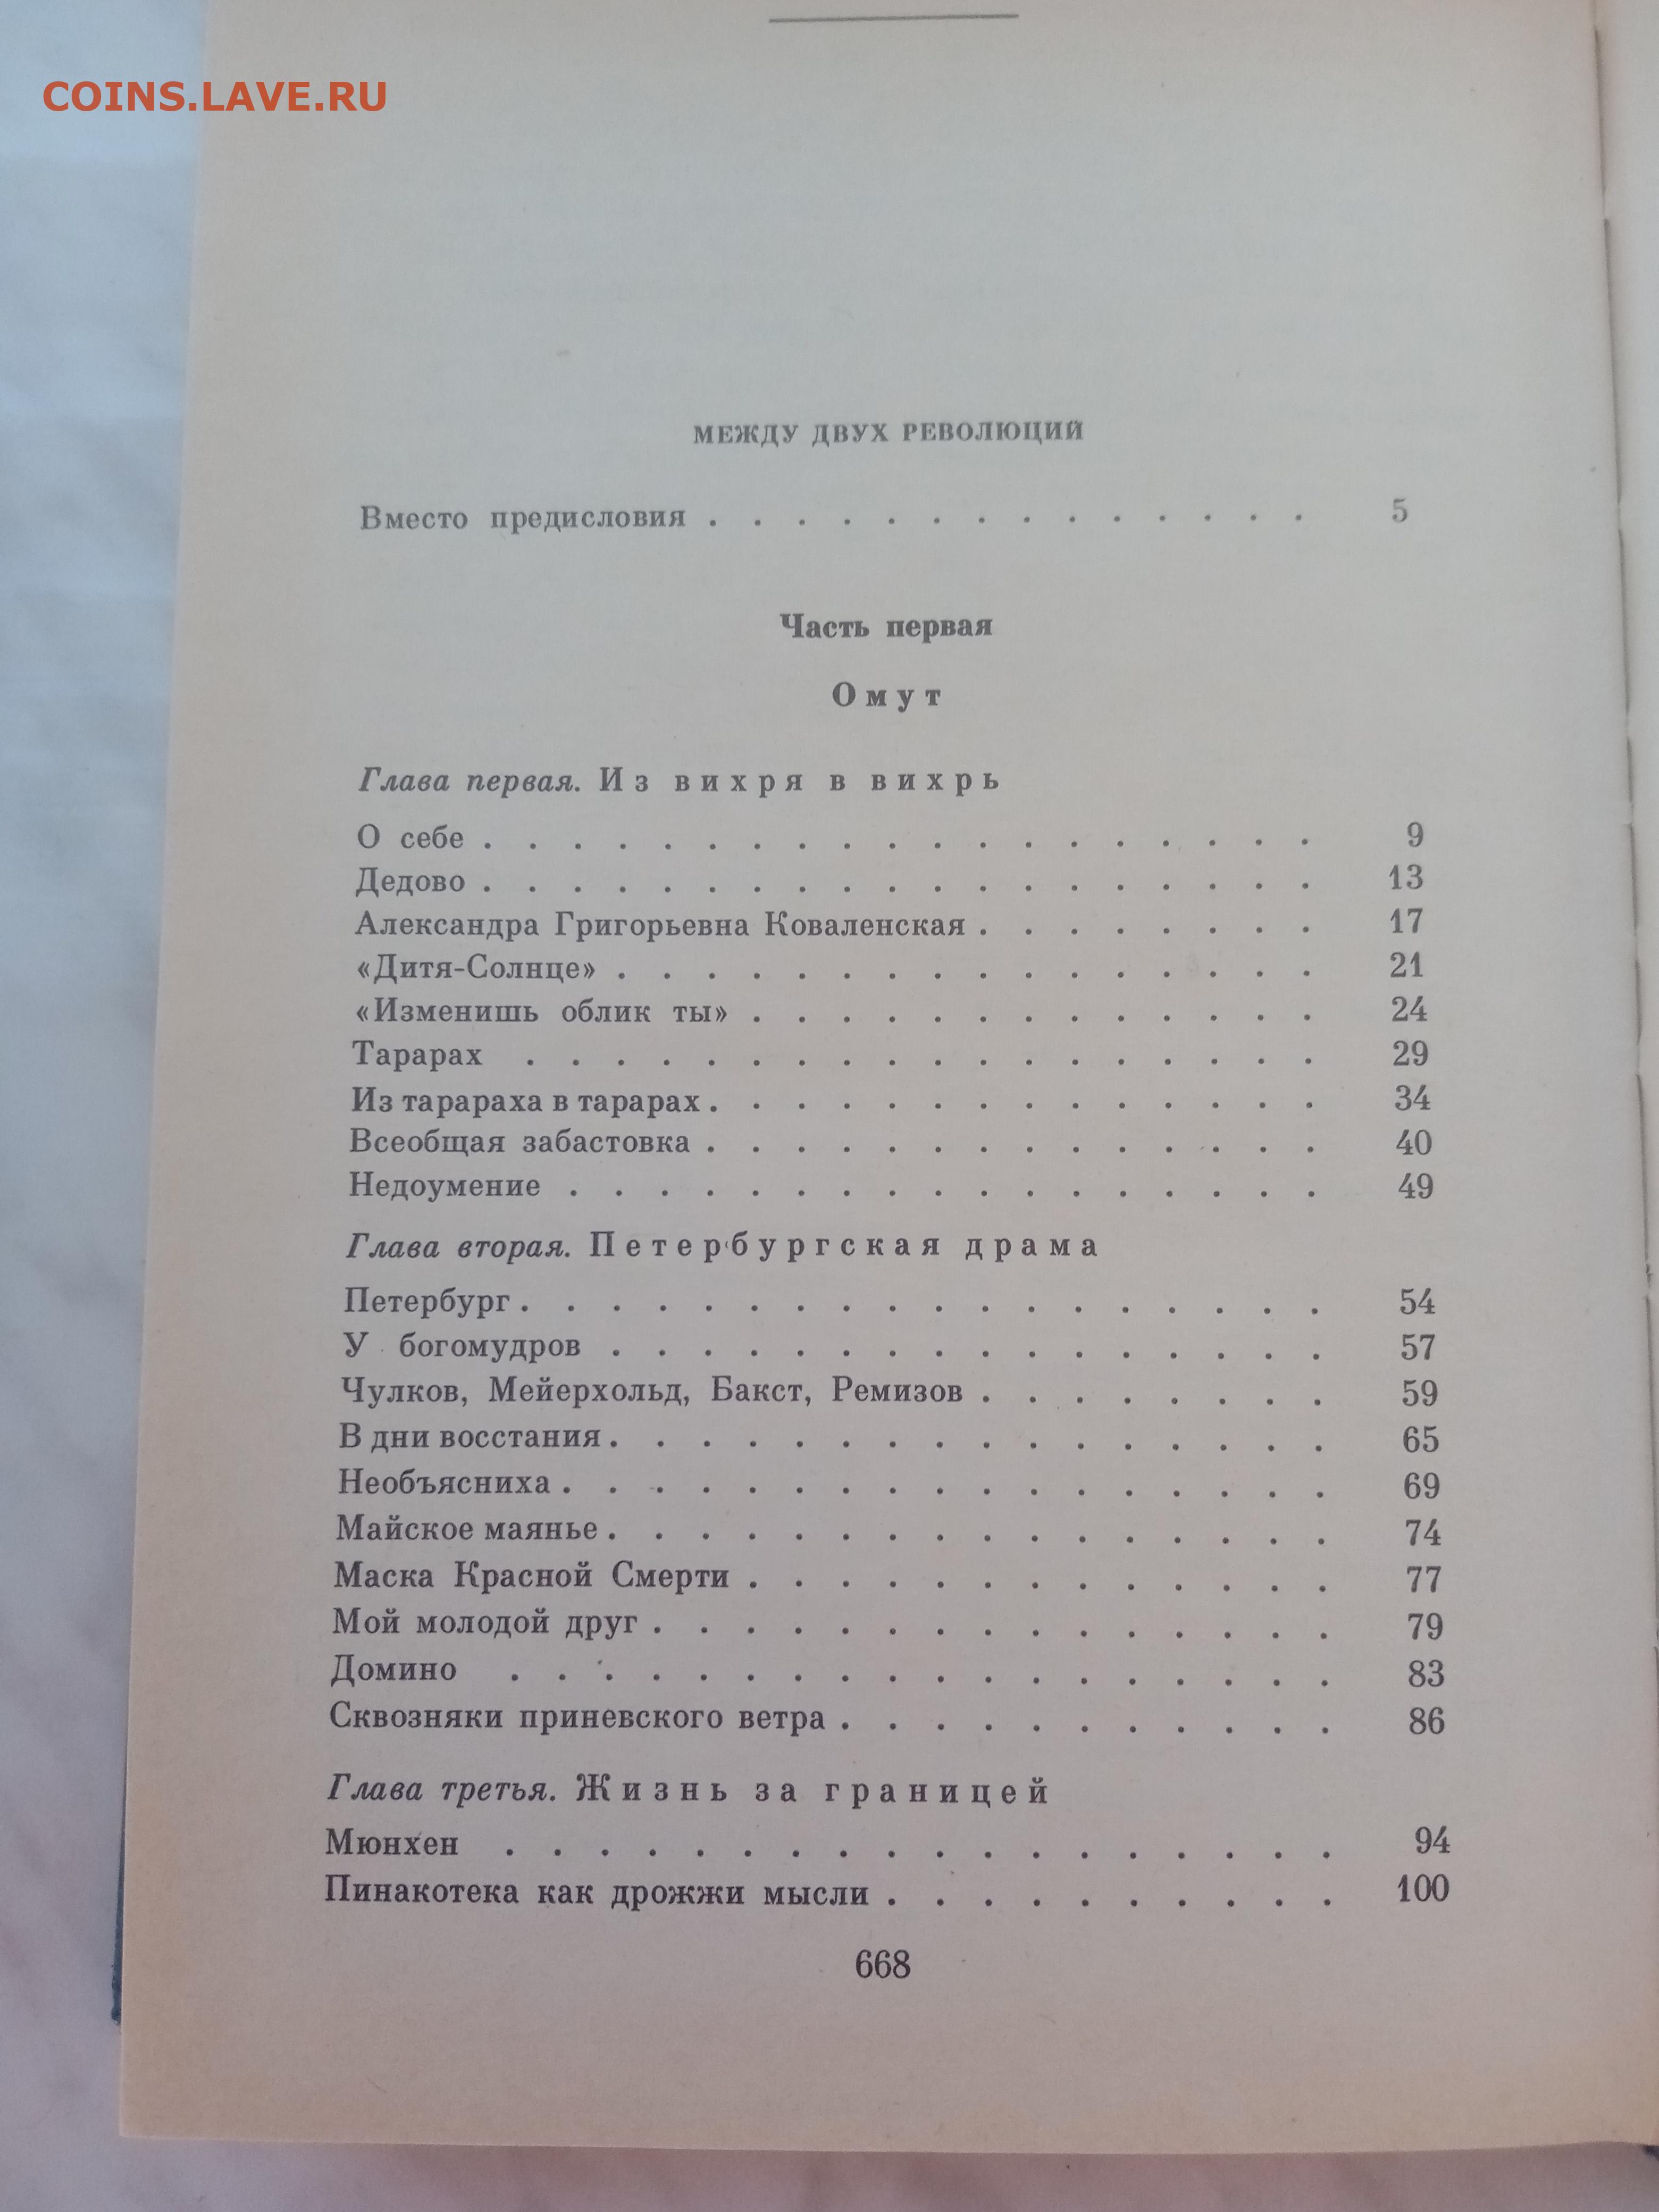 COINS.LAVE.RU
МЕЖДУ ДВУХ РЕВОЛЮЦИЙ
Вместо предисловия . . . . . . . . . . . . . . 5
Часть первая
Омут
Глава первая. Из вихря в вихрь
О себе . . . . . . . . . . . . . . . . . . . 9
Дедово . . . . . . . . . . . . . . . . . . . 13
Александра Григорьевна Коваленская . . . . . . . . 17
«Дитя-Солнце» . . . . . . . . . . . . . . . . 21
«Изменишь облик ты» . . . . . . . . . . . . . 24
Тарарах . . . . . . . . . . . . . . . . . . 29
Из тарараха в тарарах . . . . . . . . . . . . . . 34
Всеобщая забастовка . . . . . . . . . . . . . . 40
Недоумение . . . . . . . . . . . . . . . . . 49
Глава вторая. Петербургская драма
Петербург . . . . . . . . . . . . . . . . . . 54
У богомудров . . . . . . . . . . . . . . . . 57
Чулков, Мейерхольд, Бакст, Ремизов . . . . . . . . 59
В дни восстания . . . . . . . . . . . . . . . . 65
Необъясниха . . . . . . . . . . . . . . . . . 69
Майское маянье . . . . . . . . . . . . . . . . 74
Маска Красной Смерти . . . . . . . . . . . . . 77
Мой молодой друг . . . . . . . . . . . . . . . 79
Домино . . . . . . . . . . . . . . . . . . 83
Сквозняки приневского ветра . . . . . . . . . . . 86
Глава третья. Жизнь за границей
Мюнхен . . . . . . . . . . . . . . . . . . 94
Пинакотека как дрожжи мысли . . . . . . . . . . 100
668